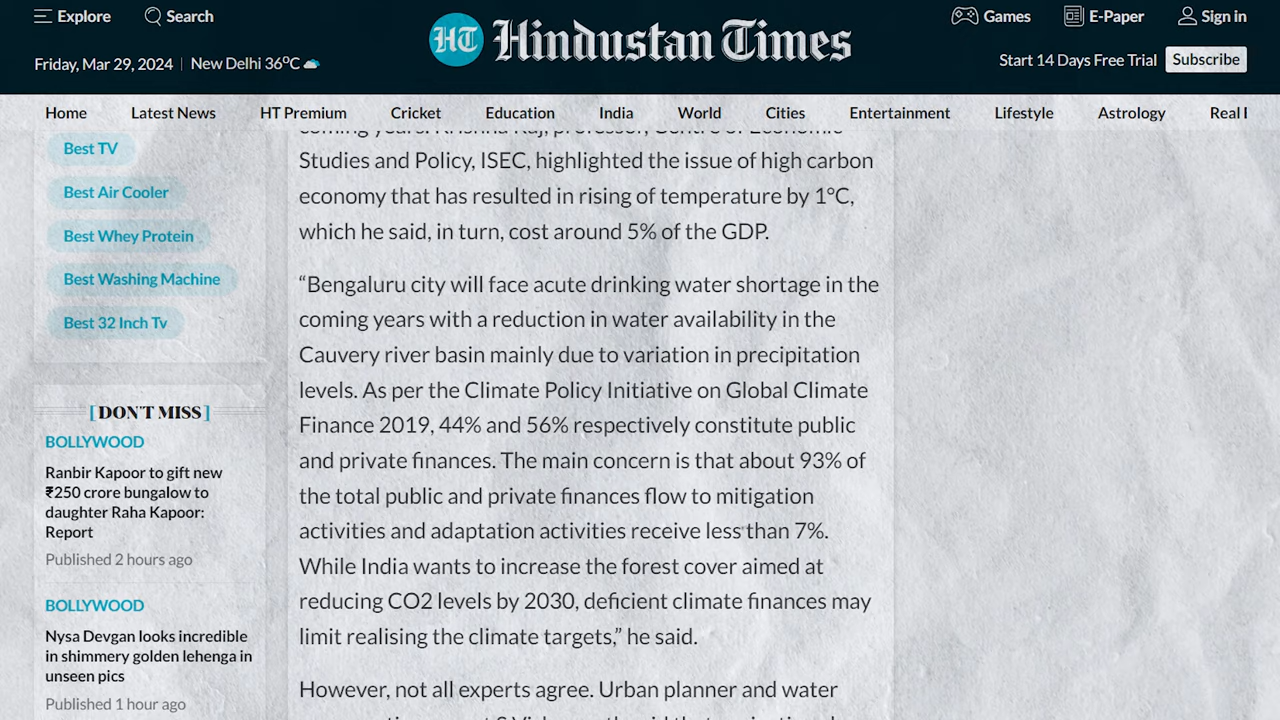 Explore
Search
HT Hindustan Times
Games
E-Paper
Sign in
Friday, Mar 29, 2024 | New Delhi 36°C
Start 14 Days Free Trial
Subscribe
Home
Latest News
HT Premium
Cricket
Education
India
World
Cities
Entertainment
Lifestyle
Astrology
Real
Best TV
Best Air Cooler
Best Whey Protein
Best Washing Machine
Best 32 Inch Tv
[DON'T MISS]
BOLLYWOOD
Ranbir Kapoor to gift new
₹250 crore bungalow to
daughter Raha Kapoor:
Report
Published 2 hours ago
BOLLYWOOD
Nysa Devgan looks incredible
in shimmery golden lehenga in
unseen pics
Published 1 hour ago
coming years. Krishna Raj, professor, Centre of Economic
Studies and Policy, ISEC, highlighted the issue of high carbon
economy that has resulted in rising of temperature by 1°C,
which he said, in turn, cost around 5% of the GDP.
“Bengaluru city will face acute drinking water shortage in the
coming years with a reduction in water availability in the
Cauvery river basin mainly due to variation in precipitation
levels. As per the Climate Policy Initiative on Global Climate
Finance 2019, 44% and 56% respectively constitute public
and private finances. The main concern is that about 93% of
the total public and private finances flow to mitigation
activities and adaptation activities receive less than 7%.
While India wants to increase the forest cover aimed at
reducing CO2 levels by 2030, deficient climate finances may
limit realising the climate targets,” he said.
However, not all experts agree. Urban planner and water